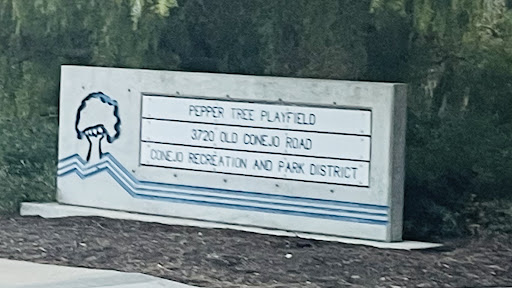 PEPPER TREE PLAYFIELD
3720 OLD CONEJO ROAD
CONEJO RECREATION AND PARK DISTRICT